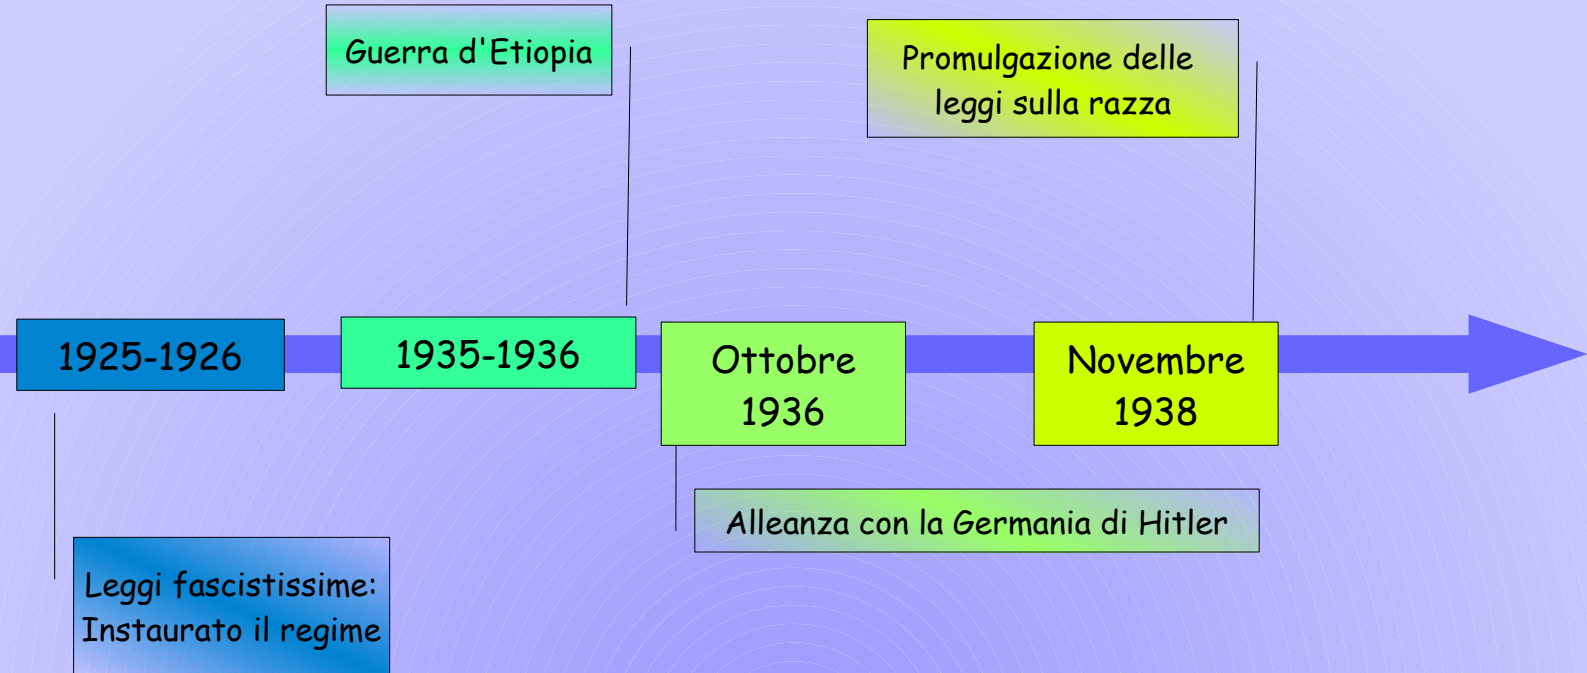 Guerra d'Etiopia
Promulgazione delle
leggi sulla razza
1925-1926
1935-1936
Ottobre
1936
Novembre
1938
Alleanza con la Germania di Hitler
Leggi fascistissime:
Instaurato il regime